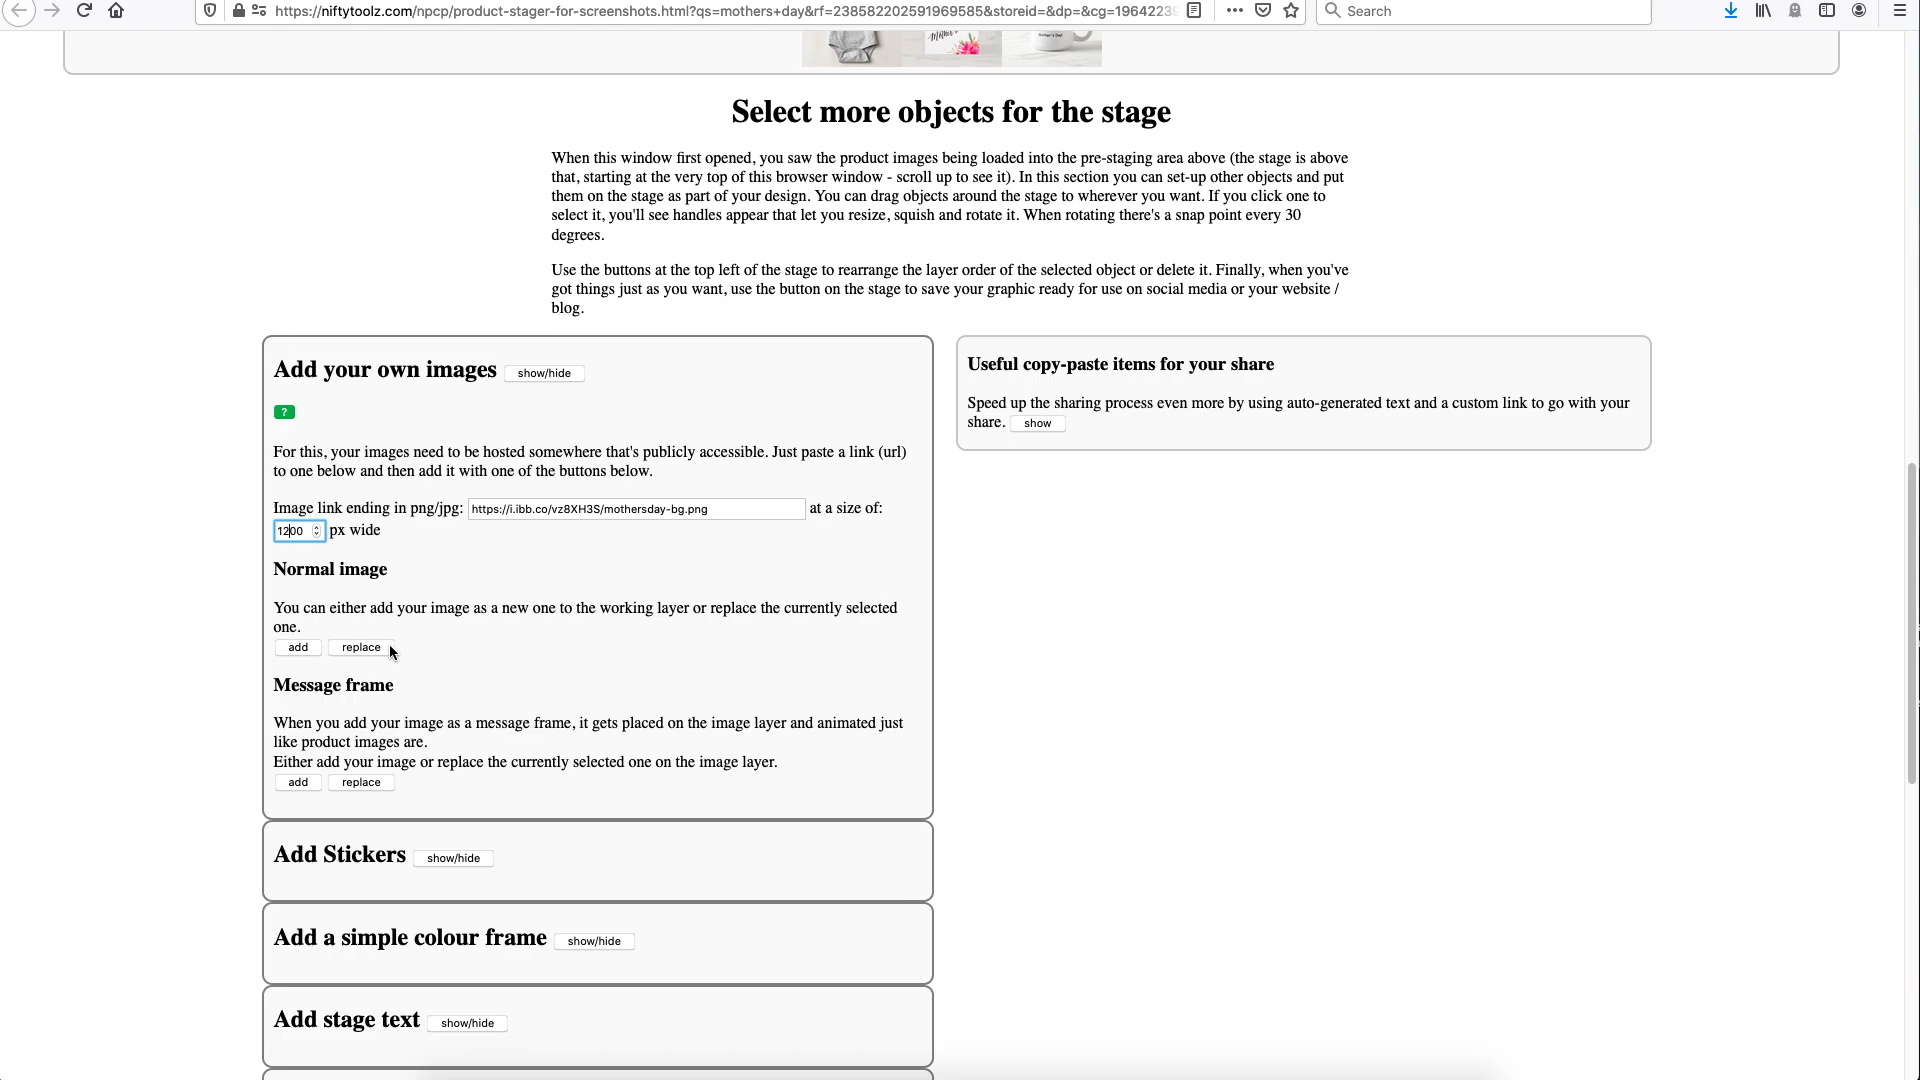 https://niftytoolz.com/npcp/product-stager-for-screenshots.html?qs=mothers+day&rf=238582202591969585&storeid=&dp=&cg=1964223
Search
Mother's Day!
Select more objects for the stage
When this window first opened, you saw the product images being loaded into the pre-staging area above (the stage is above
that, starting at the very top of this browser window - scroll up to see it). In this section you can set-up other objects and put
them on the stage as part of your design. You can drag objects around the stage to wherever you want. If you click one to
select it, you'll see handles appear that let you resize, squish and rotate it. When rotating there's a snap point every 30
degrees.
Use the buttons at the top left of the stage to rearrange the layer order of the selected object or delete it. Finally, when you've
got things just as you want, use the button on the stage to save your graphic ready for use on social media or your website /
blog.
Add your own images show/hide
?
For this, your images need to be hosted somewhere that's publicly accessible. Just paste a link (url)
to one below and then add it with one of the buttons below.
Image link ending in png/jpg: https://i.ibb.co/vz8XH3S/mothersday-bg.png at a size of:
1200 px wide
Normal image
You can either add your image as a new one to the working layer or replace the currently selected
one.
add replace
Message frame
When you add your image as a message frame, it gets placed on the image layer and animated just
like product images are.
Either add your image or replace the currently selected one on the image layer.
add replace
Add Stickers show/hide
Add a simple colour frame show/hide
Add stage text show/hide
Useful copy-paste items for your share
Speed up the sharing process even more by using auto-generated text and a custom link to go with your
share. show